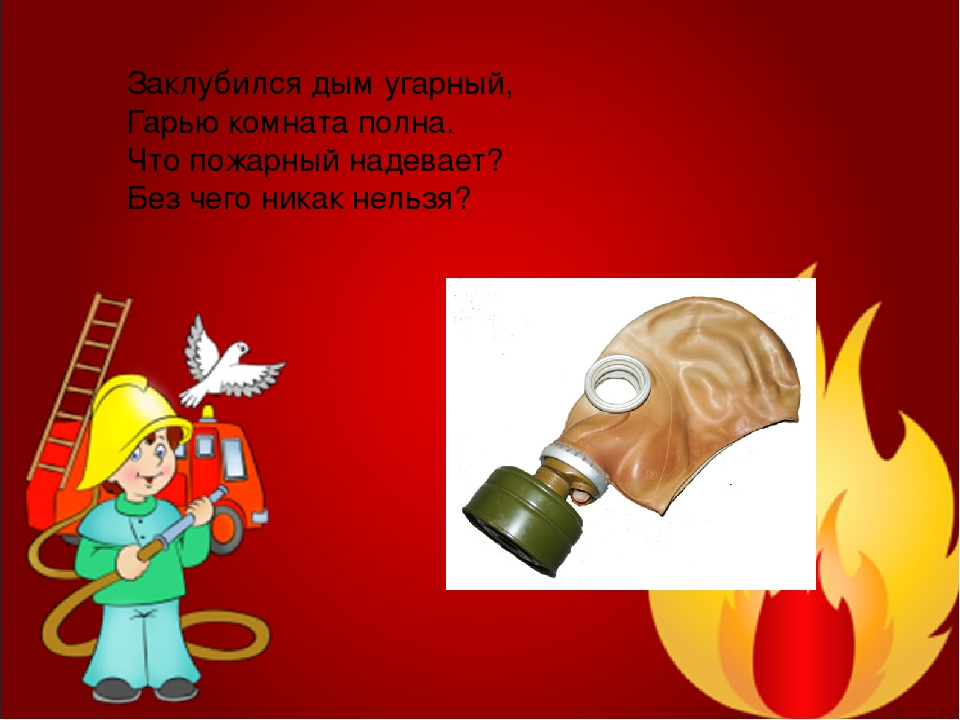 Заклубился дым угарный,
Гарью комната полна.
Что пожарный надевает?
Без чего никак нельзя?